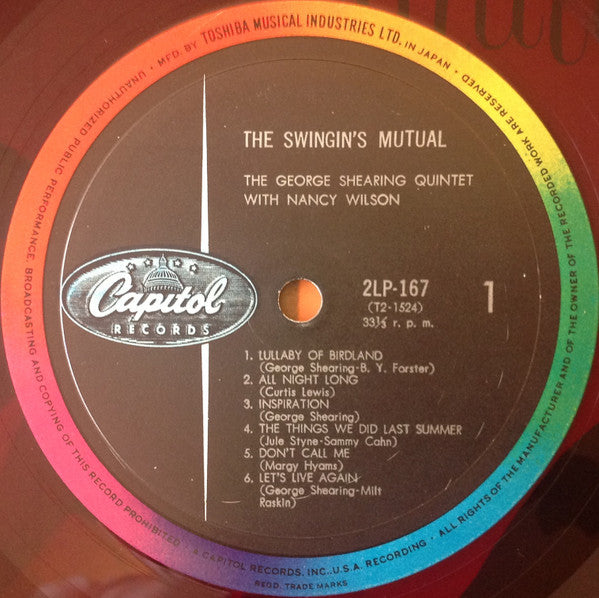 MFD. BY TOSHIBA MUSICAL INDUSTRIES LTD. IN JAPAN · ALL RIGHTS OF THE MANUFACTURER AND OF THE OWNER OF THE RECORDED WORK ARE RESERVED
UNAUTHORIZED PUBLIC PERFORMANCE, BROADCASTING AND COPYING OF THIS RECORD PROHIBITED · A CAPITOL RECORDS, INC., U.S.A. RECORDING ·
REGD. TRADE MARKS
THE SWINGIN'S MUTUAL
THE GEORGE SHEARING QUINTET
WITH NANCY WILSON
Capitol
RECORDS
2LP-167
(T2-1524)
33⅓ r. p. m.
1
1. LULLABY OF BIRDLAND
(George Shearing-B. Y. Forster)
2. ALL NIGHT LONG
(Curtis Lewis)
3. INSPIRATION
(George Shearing)
4. THE THINGS WE DID LAST SUMMER
(Jule Styne-Sammy Cahn)
5. DON'T CALL ME
(Margy Hyams)
6. LET'S LIVE AGAIN
(George Shearing-Milt
Raskin)